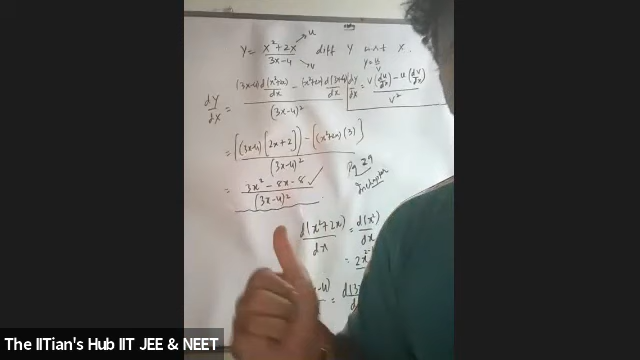 Y = x²+2x / 3x-4 diff Y w.r.t X.
u
v
y = u/v
dy/dx = (3x-4) d(x²+2x)/dx - (x²+2x) d(3x-4)/dx / (3x-4)²
dy/dx = v(du/dx) - u(dv/dx) / v²
= [(3x-4)[2x+2]] - [(x²+2x)(3)] / (3x-4)²
= 3x² - 8x - 8 / (3x-4)²
Pg 29
d(x²+2x)/dx = d(x²)/dx
= 2x
The IITian's Hub IIT JEE & NEET